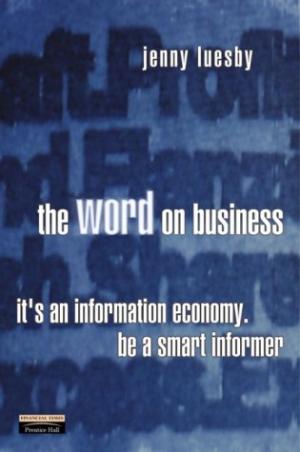 jenny luesby
the word on business
it's an information economy.
be a smart informer
FINANCIAL TIMES
Prentice Hall